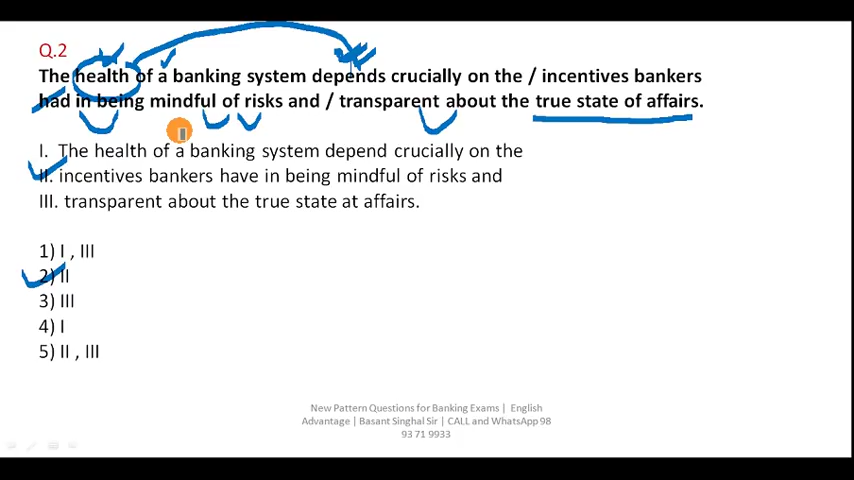 Q.2
The health of a banking system depends crucially on the / incentives bankers
had in being mindful of risks and / transparent about the true state of affairs.
I. The health of a banking system depend crucially on the
II. incentives bankers have in being mindful of risks and
III. transparent about the true state at affairs.
1) I , III
2) II
3) III
4) I
5) II , III
New Pattern Questions for Banking Exams | English
Advantage | Basant Singhal Sir | CALL and WhatsApp 98
93 71 9933